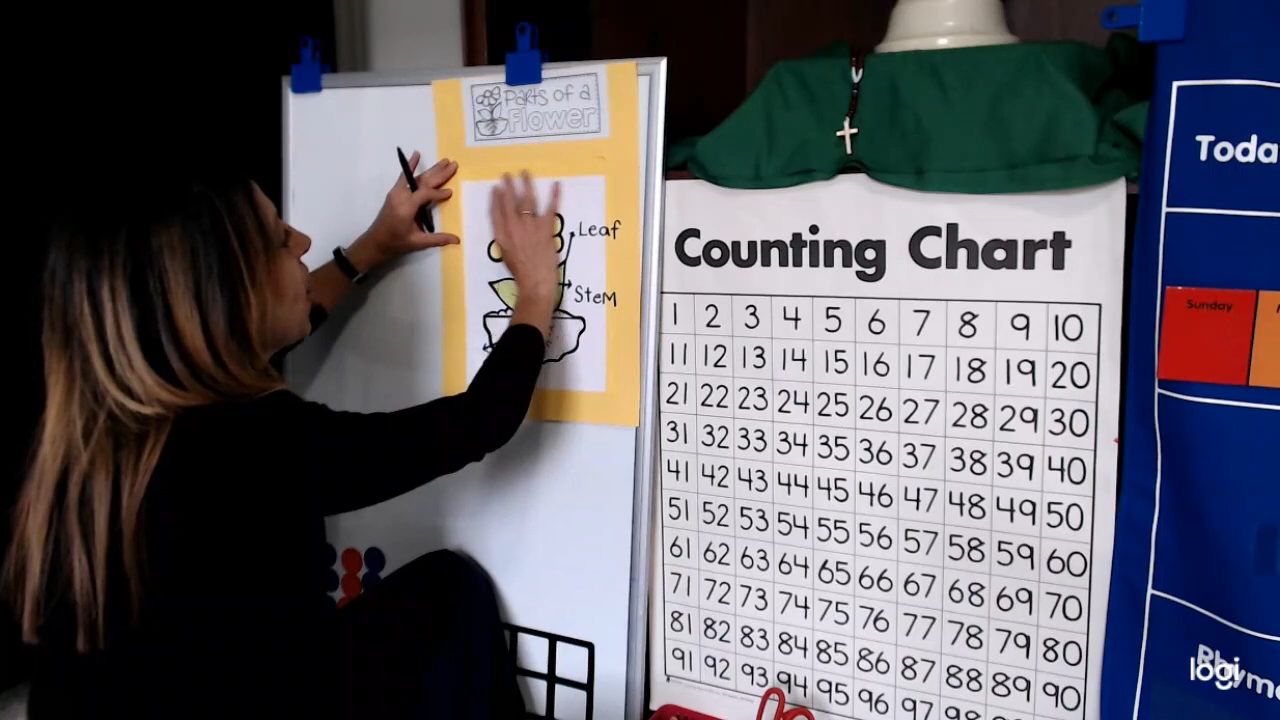 Parts of a
Flower
Leaf
Stem
Counting Chart
1 2 3 4 5 6 7 8 9 10
11 12 13 14 15 16 17 18 19 20
21 22 23 24 25 26 27 28 29 30
31 32 33 34 35 36 37 38 39 40
41 42 43 44 45 46 47 48 49 50
51 52 53 54 55 56 57 58 59 60
61 62 63 64 65 66 67 68 69 70
71 72 73 74 75 76 77 78 79 80
81 82 83 84 85 86 87 88 89 90
91 92 93 94 95 96 97 98
Toda
Sunday
Rhyme
logi